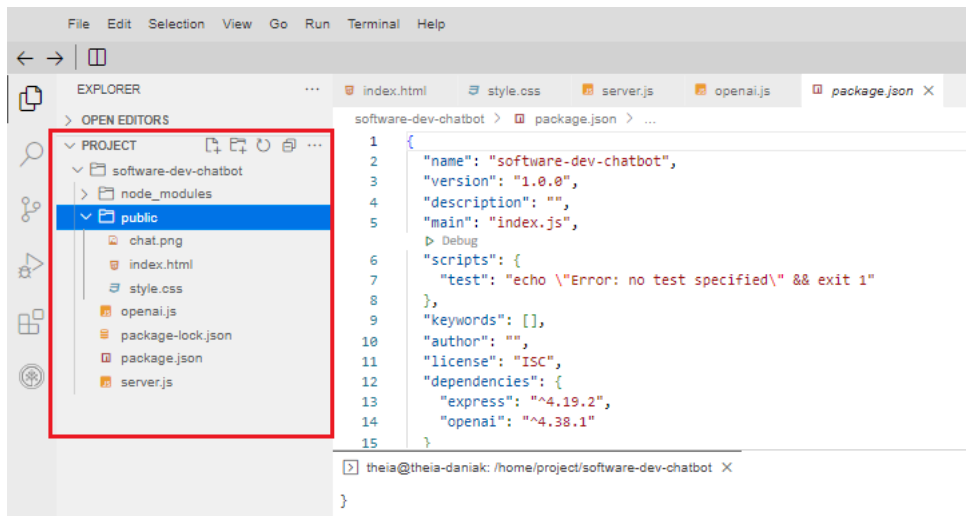 File Edit Selection View Go Run Terminal Help
EXPLORER ...
OPEN EDITORS
PROJECT ...
software-dev-chatbot
node_modules
public
chat.png
index.html
style.css
openai.js
package-lock.json
package.json
server.js
index.html style.css server.js openai.js package.json
software-dev-chatbot > package.json > ...
1 {
2 "name": "software-dev-chatbot",
3 "version": "1.0.0",
4 "description": "",
5 "main": "index.js",
Debug
6 "scripts": {
7 "test": "echo \"Error: no test specified\" && exit 1"
8 },
9 "keywords": [],
10 "author": "",
11 "license": "ISC",
12 "dependencies": {
13 "express": "^4.19.2",
14 "openai": "^4.38.1"
15 }
theia@theia-daniak: /home/project/software-dev-chatbot
}